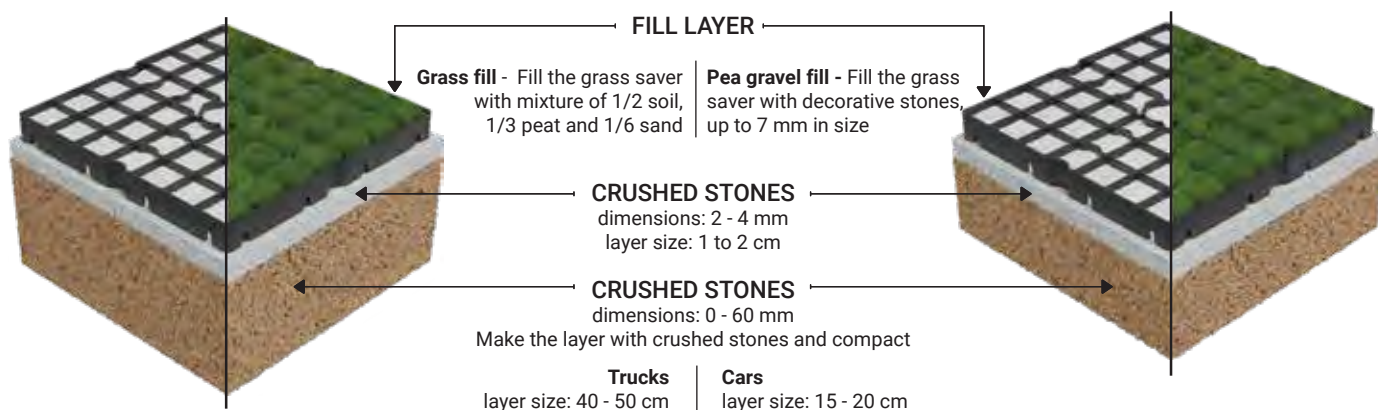 FILL LAYER
Grass fill - Fill the grass saver
with mixture of 1/2 soil,
1/3 peat and 1/6 sand
Pea gravel fill - Fill the grass
saver with decorative stones,
up to 7 mm in size
CRUSHED STONES
dimensions: 2 - 4 mm
layer size: 1 to 2 cm
CRUSHED STONES
dimensions: 0 - 60 mm
Make the layer with crushed stones and compact
Trucks
layer size: 40 - 50 cm
Cars
layer size: 15 - 20 cm